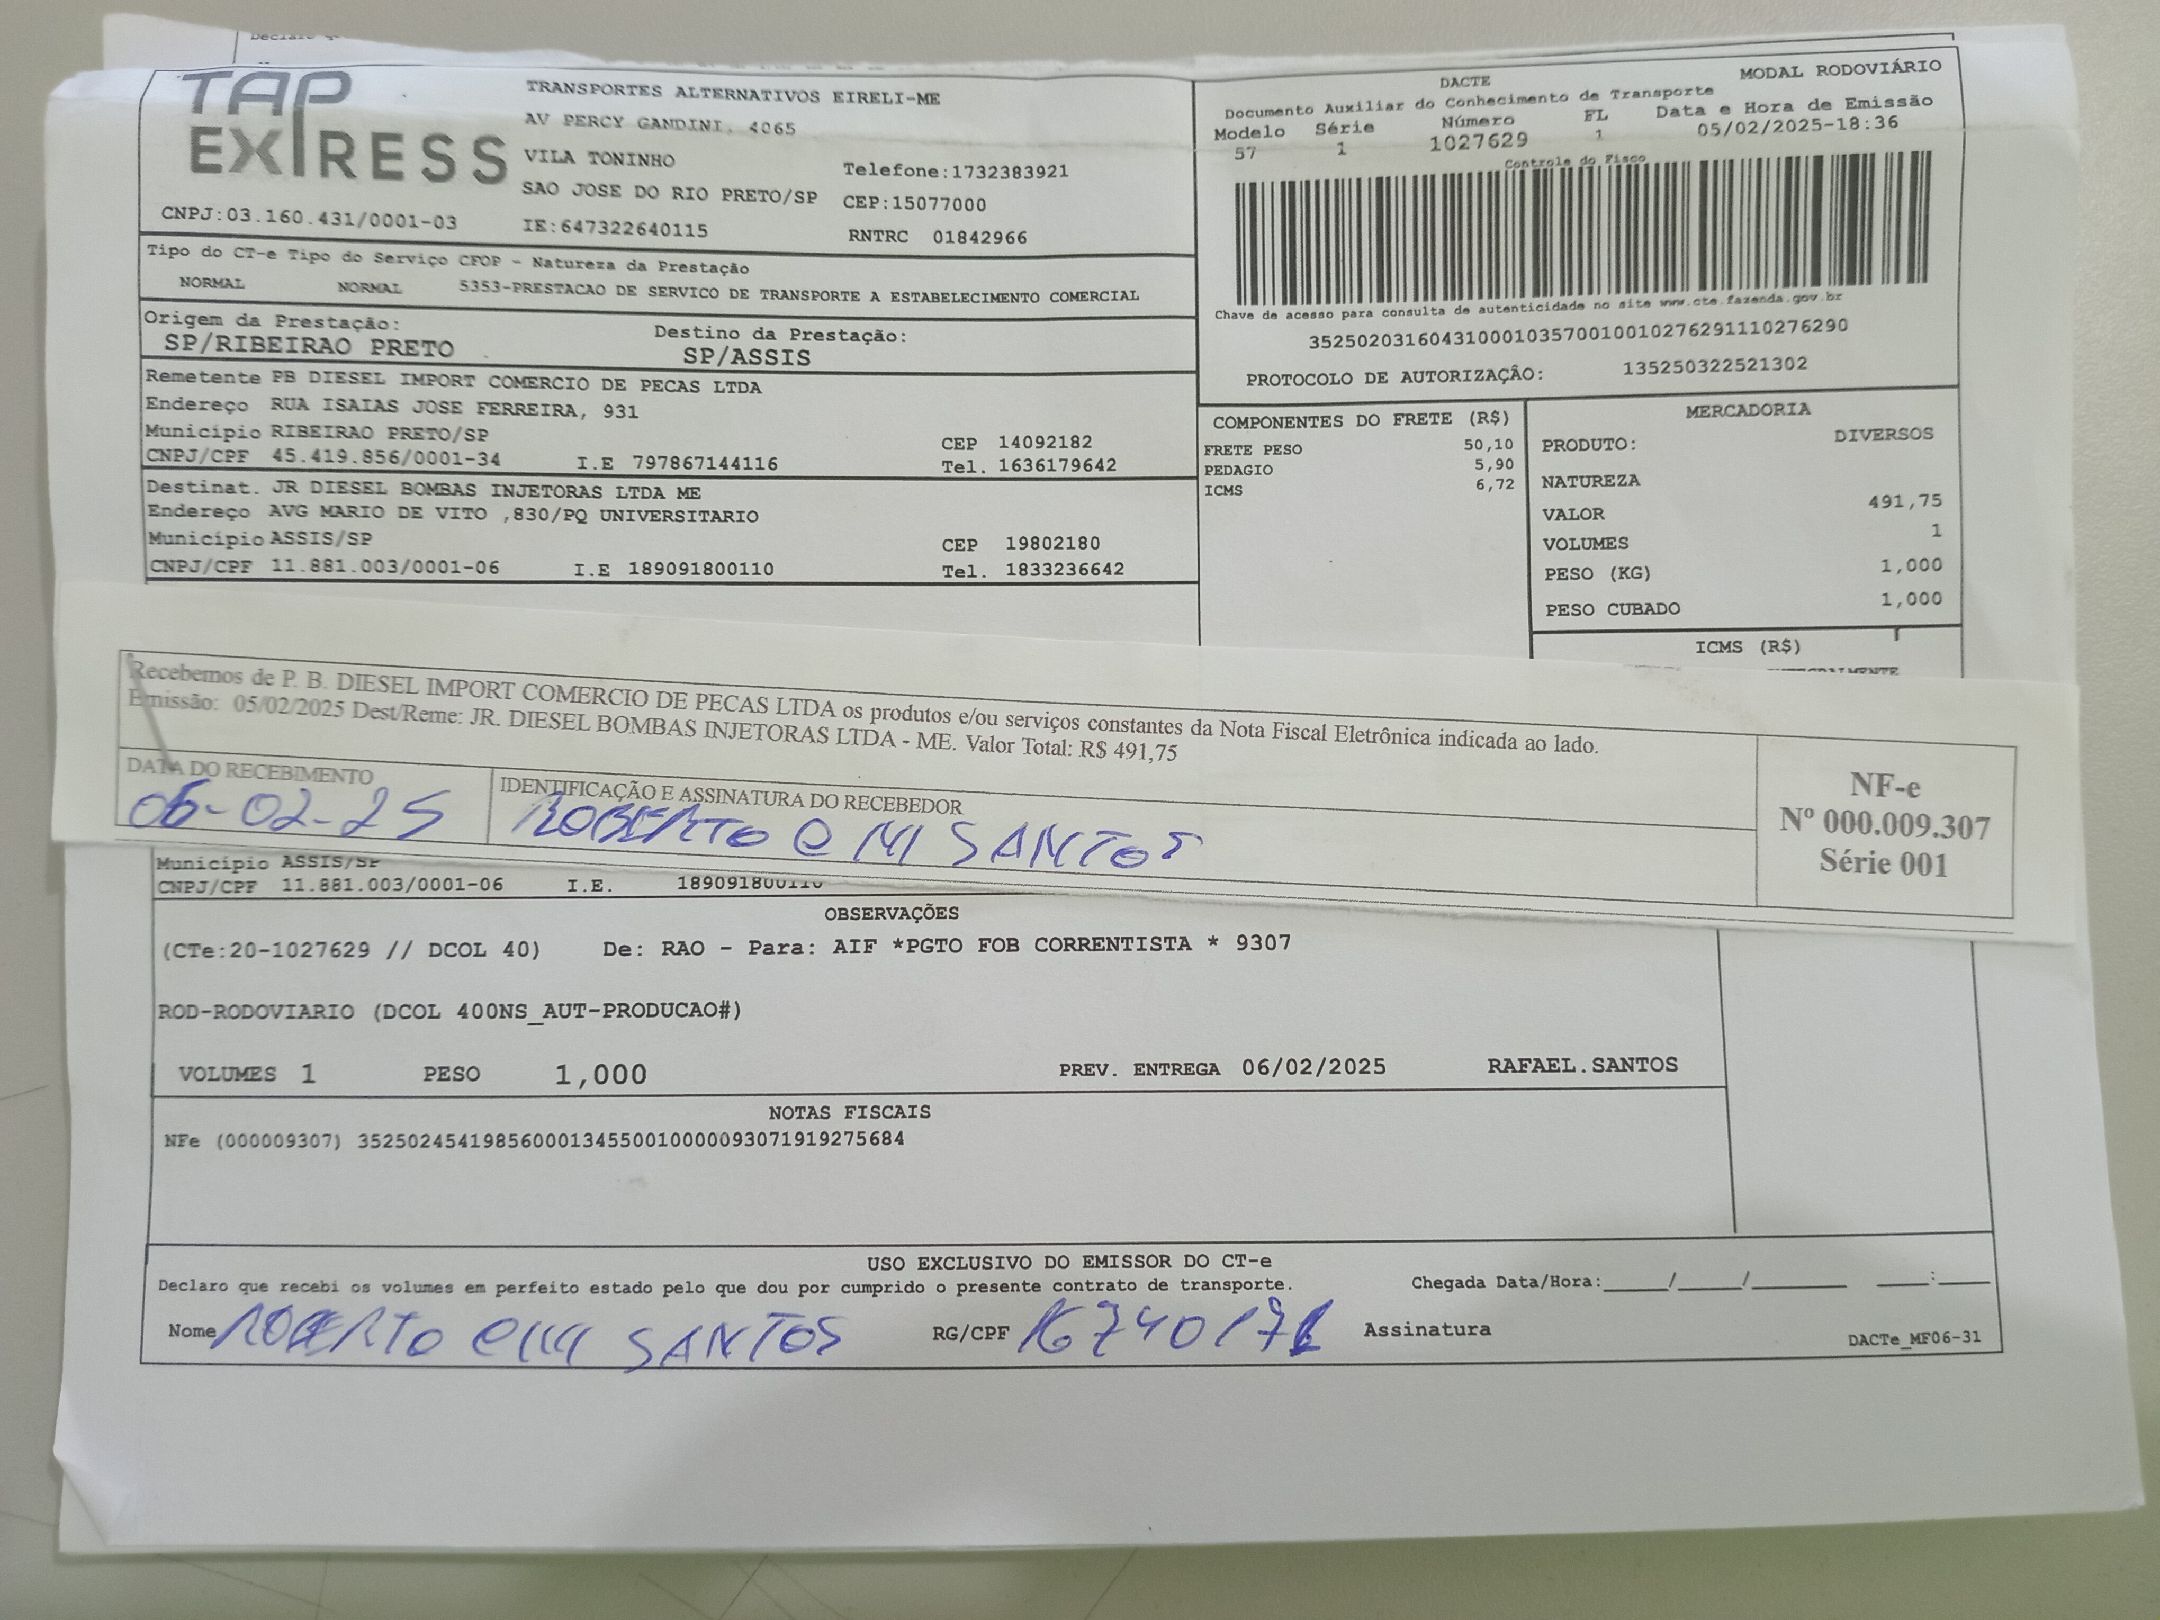 TAP
EXPRESS
TRANSPORTES ALTERNATIVOS EIRELI-ME
AV PERCY GANDINI, 4065
VILA TONINHO
SAO JOSE DO RIO PRETO/SP
Telefone:1732383921
CEP:15077000
CNPJ:03.160.431/0001-03 IE:647322640115 RNTRC 01842966
DACTE MODAL RODOVIÁRIO
Documento Auxiliar do Conhecimento de Transporte
Modelo Série Número FL Data e Hora de Emissão
57 1 1027629 1 05/02/2025-18:36
Controle do Fisco
Chave de acesso para consulta de autenticidade no site www.cte.fazenda.gov.br
35250203160431000103570010010276291110276290
PROTOCOLO DE AUTORIZAÇÃO: 135250322521302
Tipo do CT-e Tipo do Serviço CFOP - Natureza da Prestação
NORMAL NORMAL 5353-PRESTACAO DE SERVICO DE TRANSPORTE A ESTABELECIMENTO COMERCIAL
Origem da Prestação: Destino da Prestação:
SP/RIBEIRAO PRETO SP/ASSIS
Remetente PB DIESEL IMPORT COMERCIO DE PECAS LTDA
Endereço RUA ISAIAS JOSE FERREIRA, 931
Município RIBEIRAO PRETO/SP CEP 14092182
CNPJ/CPF 45.419.856/0001-34 I.E 797867144116 Tel. 1636179642
Destinat. JR DIESEL BOMBAS INJETORAS LTDA ME
Endereço AVG MARIO DE VITO ,830/PQ UNIVERSITARIO
Município ASSIS/SP CEP 19802180
CNPJ/CPF 11.881.003/0001-06 I.E 189091800110 Tel. 1833236642
COMPONENTES DO FRETE (R$)
FRETE PESO 50,10
PEDAGIO 5,90
ICMS 6,72
MERCADORIA
PRODUTO: DIVERSOS
NATUREZA
VALOR 491,75
VOLUMES 1
PESO (KG) 1,000
PESO CUBADO 1,000
ICMS (R$)
Recebemos de P. B. DIESEL IMPORT COMERCIO DE PECAS LTDA os produtos e/ou serviços constantes da Nota Fiscal Eletrônica indicada ao lado.
Emissão: 05/02/2025 Dest/Reme: JR. DIESEL BOMBAS INJETORAS LTDA - ME. Valor Total: R$ 491,75
DATA DO RECEBIMENTO IDENTIFICAÇÃO E ASSINATURA DO RECEBEDOR
06-02-25 ROBERTO SANTOS
NF-e
Nº 000.009.307
Série 001
Município ASSIS/SP
CNPJ/CPF 11.881.003/0001-06 I.E. 189091800110
OBSERVAÇÕES
(CTe:20-1027629 // DCOL 40) De: RAO - Para: AIF *PGTO FOB CORRENTISTA * 9307
ROD-RODOVIARIO (DCOL 400NS_AUT-PRODUCAO#)
VOLUMES 1 PESO 1,000 PREV. ENTREGA 06/02/2025 RAFAEL.SANTOS
NOTAS FISCAIS
NFe (000009307) 35250245419856000134550010000093071919275684
USO EXCLUSIVO DO EMISSOR DO CT-e
Declaro que recebi os volumes em perfeito estado pelo que dou por cumprido o presente contrato de transporte. Chegada Data/Hora:_____/_____/_______ ____:____
Nome ROBERTO SANTOS RG/CPF Assinatura
DACTe_MF06-31